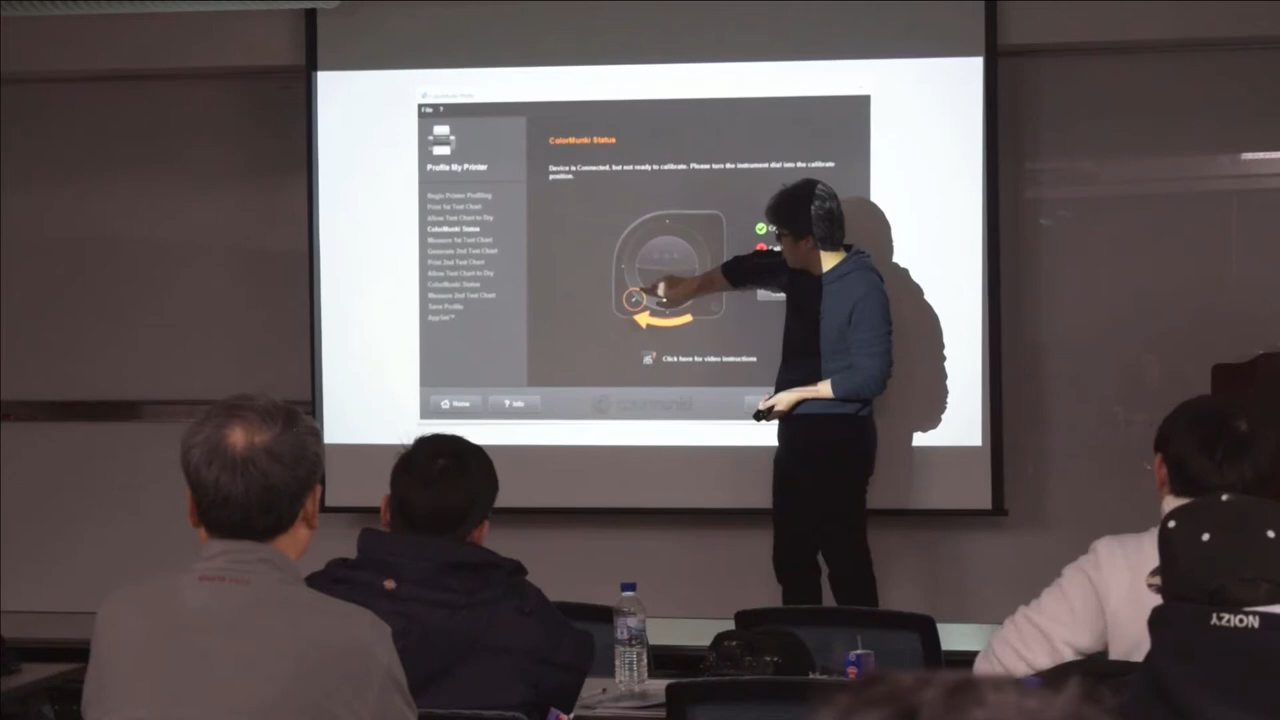 ColorMunki Photo
File ?
Profile My Printer
Begin Printer Profiling
Print 1st Test Chart
Allow Test Chart to Dry
ColorMunki Status
Measure 1st Test Chart
Generate 2nd Test Chart
Print 2nd Test Chart
Allow Test Chart to Dry
ColorMunki Status
Measure 2nd Test Chart
Save Profile
AppSet™
ColorMunki Status
Device is Connected, but not ready to calibrate. Please turn the instrument dial into the calibrate
position.
Click here for video instructions
Home
? Info
colormunki
NOIZY